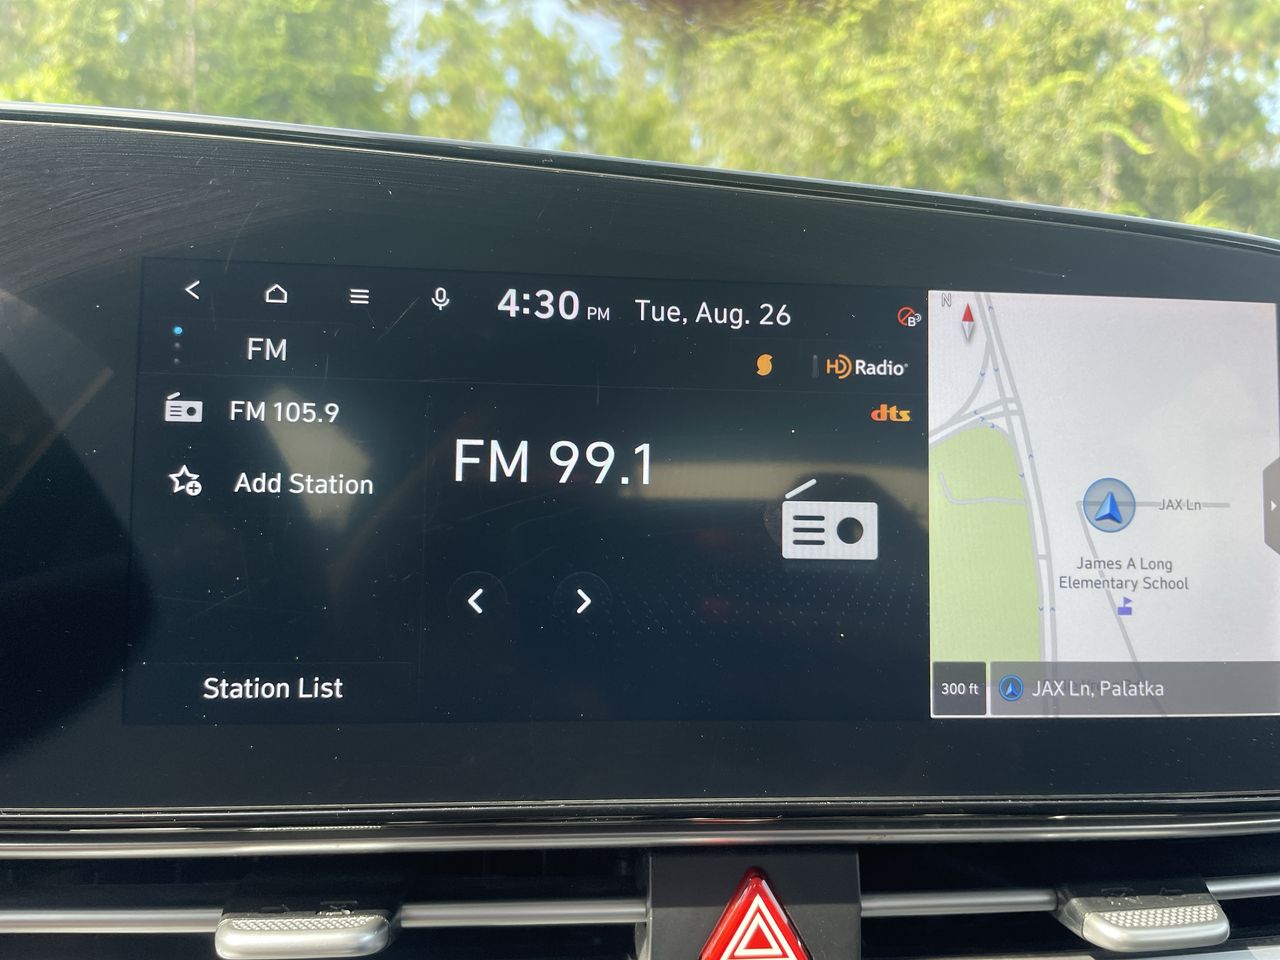 4:30 PM Tue, Aug. 26
FM
HD Radio
dts
FM 105.9
Add Station
FM 99.1
Station List
N
JAX Ln
James A Long
Elementary School
300 ft
JAX Ln, Palatka